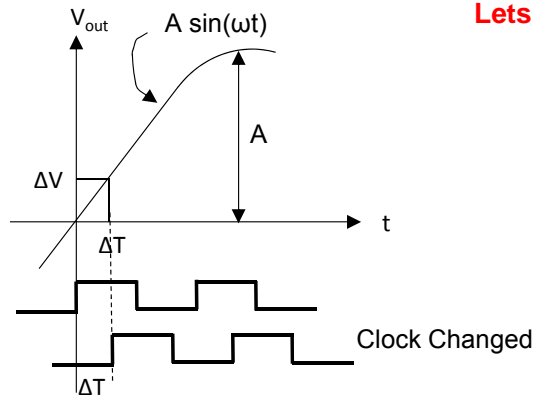 Lets
Vout
A sin(ωt)
A
ΔV
t
ΔT
Clock Changed
ΔT